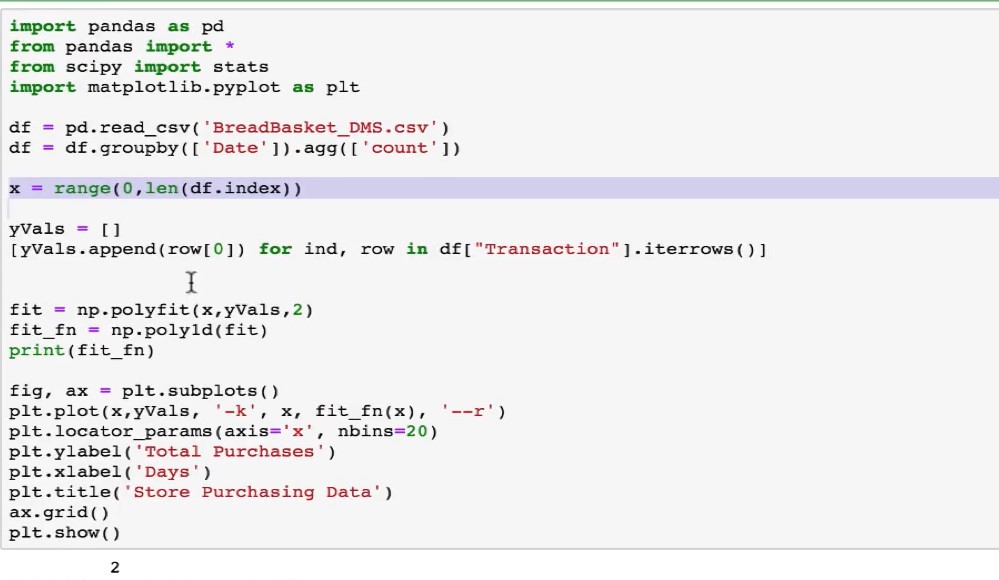 import pandas as pd
from pandas import *
from scipy import stats
import matplotlib.pyplot as plt
df = pd.read_csv('BreadBasket_DMS.csv')
df = df.groupby(['Date']).agg(['count'])
x = range(0,len(df.index))
yVals = []
[yVals.append(row[0]) for ind, row in df["Transaction"].iterrows()]
fit = np.polyfit(x,yVals,2)
fit_fn = np.poly1d(fit)
print(fit_fn)
fig, ax = plt.subplots()
plt.plot(x,yVals, '-k', x, fit_fn(x), '--r')
plt.locator_params(axis='x', nbins=20)
plt.ylabel('Total Purchases')
plt.xlabel('Days')
plt.title('Store Purchasing Data')
ax.grid()
plt.show()
2